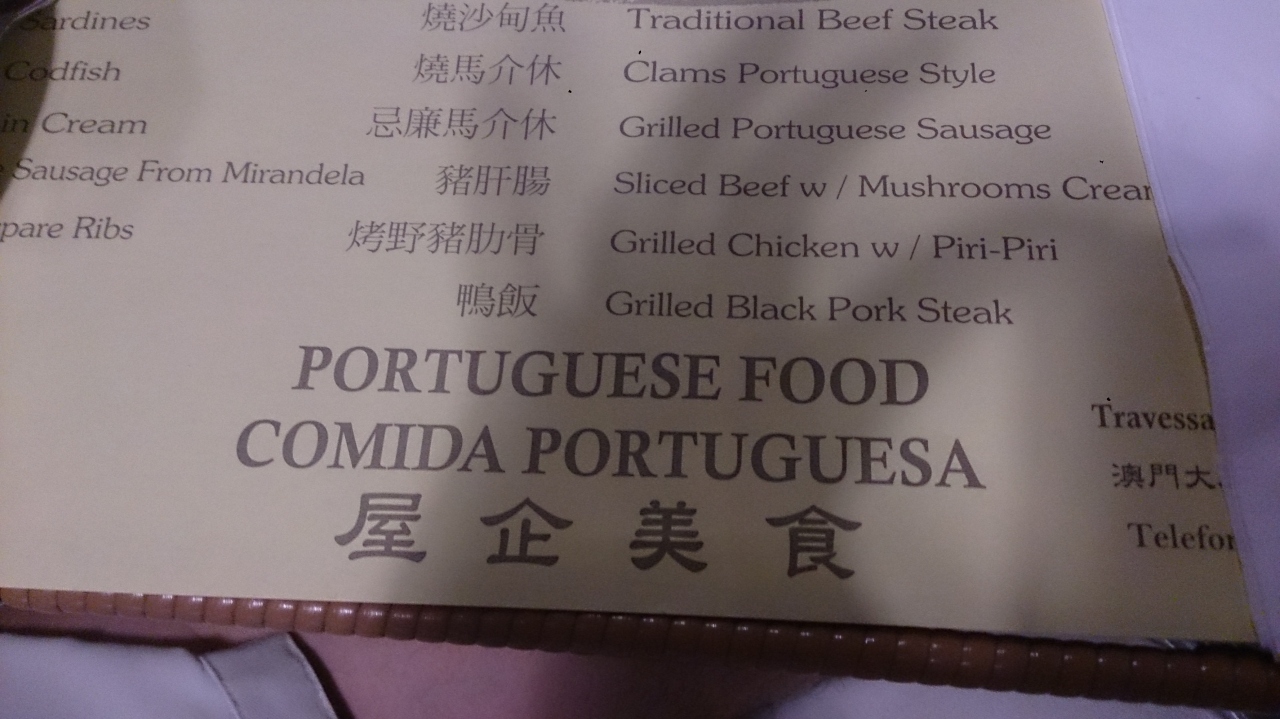 Sardines 燒沙甸魚 Traditional Beef Steak
Codfish 燒馬介休 Clams Portuguese Style
in Cream 忌廉馬介休 Grilled Portuguese Sausage
Sausage From Mirandela 豬肝腸 Sliced Beef w / Mushrooms
Ribs 烤野豬肋骨 Grilled Chicken w / Piri-Piri
鴨飯 Grilled Black Pork Steak
PORTUGUESE FOOD
COMIDA PORTUGUESA
屋企美食
Travessa
澳門大